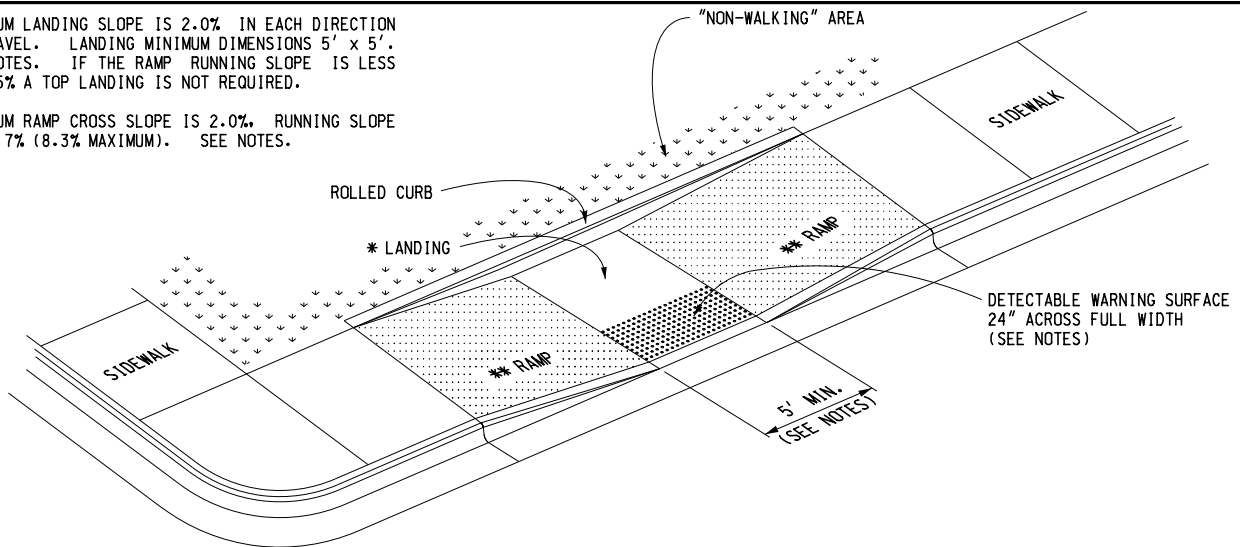 UM LANDING SLOPE IS 2.0% IN EACH DIRECTION
AVEL. LANDING MINIMUM DIMENSIONS 5' x 5'.
OTES. IF THE RAMP RUNNING SLOPE IS LESS
5% A TOP LANDING IS NOT REQUIRED.
UM RAMP CROSS SLOPE IS 2.0%. RUNNING SLOPE
7% (8.3% MAXIMUM). SEE NOTES.
"NON-WALKING" AREA
SIDEWALK
ROLLED CURB
* LANDING
** RAMP
DETECTABLE WARNING SURFACE
24" ACROSS FULL WIDTH
(SEE NOTES)
SIDEWALK
** RAMP
5' MIN.
(SEE NOTES)